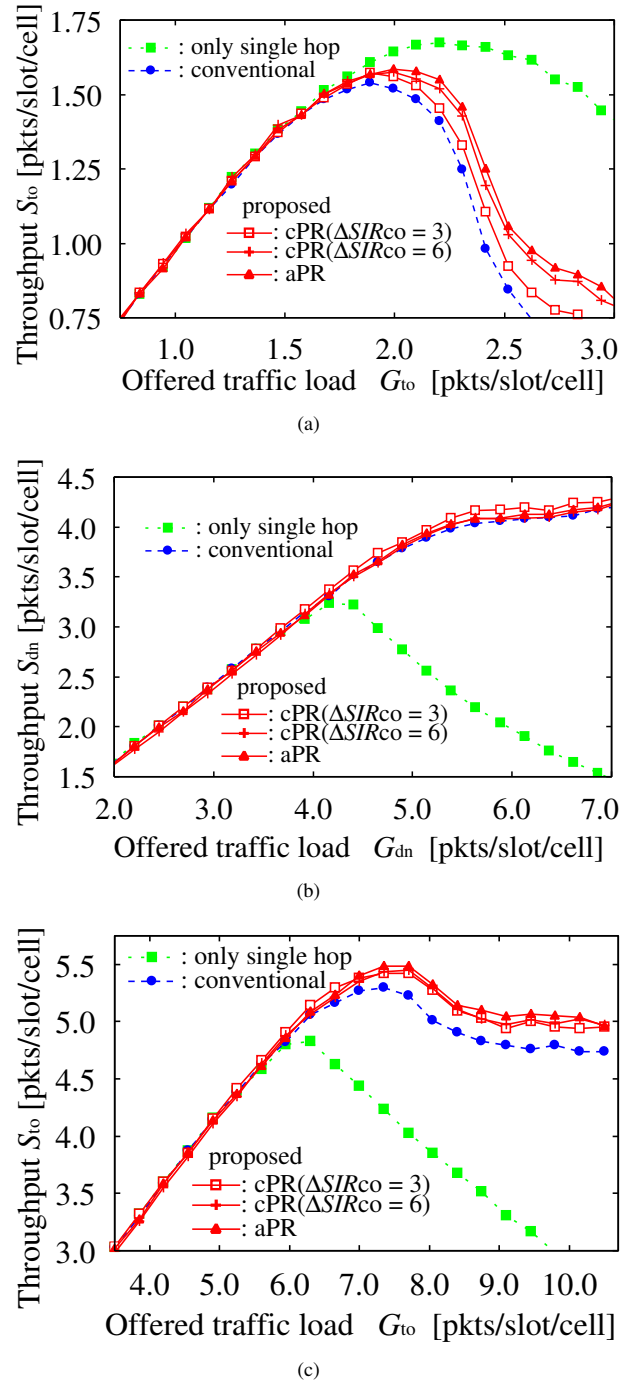 1.75
1.50
1.25
1.00
0.75
Throughput Sto [pkts/slot/cell]
: only single hop
: conventional
proposed
: cPR(ΔSIRco = 3)
: cPR(ΔSIRco = 6)
: aPR
1.0 1.5 2.0 2.5 3.0
Offered traffic load Gto [pkts/slot/cell]
(a)
4.5
4.0
3.5
3.0
2.5
2.0
1.5
Throughput Sdn [pkts/slot/cell]
: only single hop
: conventional
proposed
: cPR(ΔSIRco = 3)
: cPR(ΔSIRco = 6)
: aPR
2.0 3.0 4.0 5.0 6.0 7.0
Offered traffic load Gdn [pkts/slot/cell]
(b)
5.5
5.0
4.5
4.0
3.5
3.0
Throughput Sto [pkts/slot/cell]
: only single hop
: conventional
proposed
: cPR(ΔSIRco = 3)
: cPR(ΔSIRco = 6)
: aPR
4.0 5.0 6.0 7.0 8.0 9.0 10.0
Offered traffic load Gto [pkts/slot/cell]
(c)